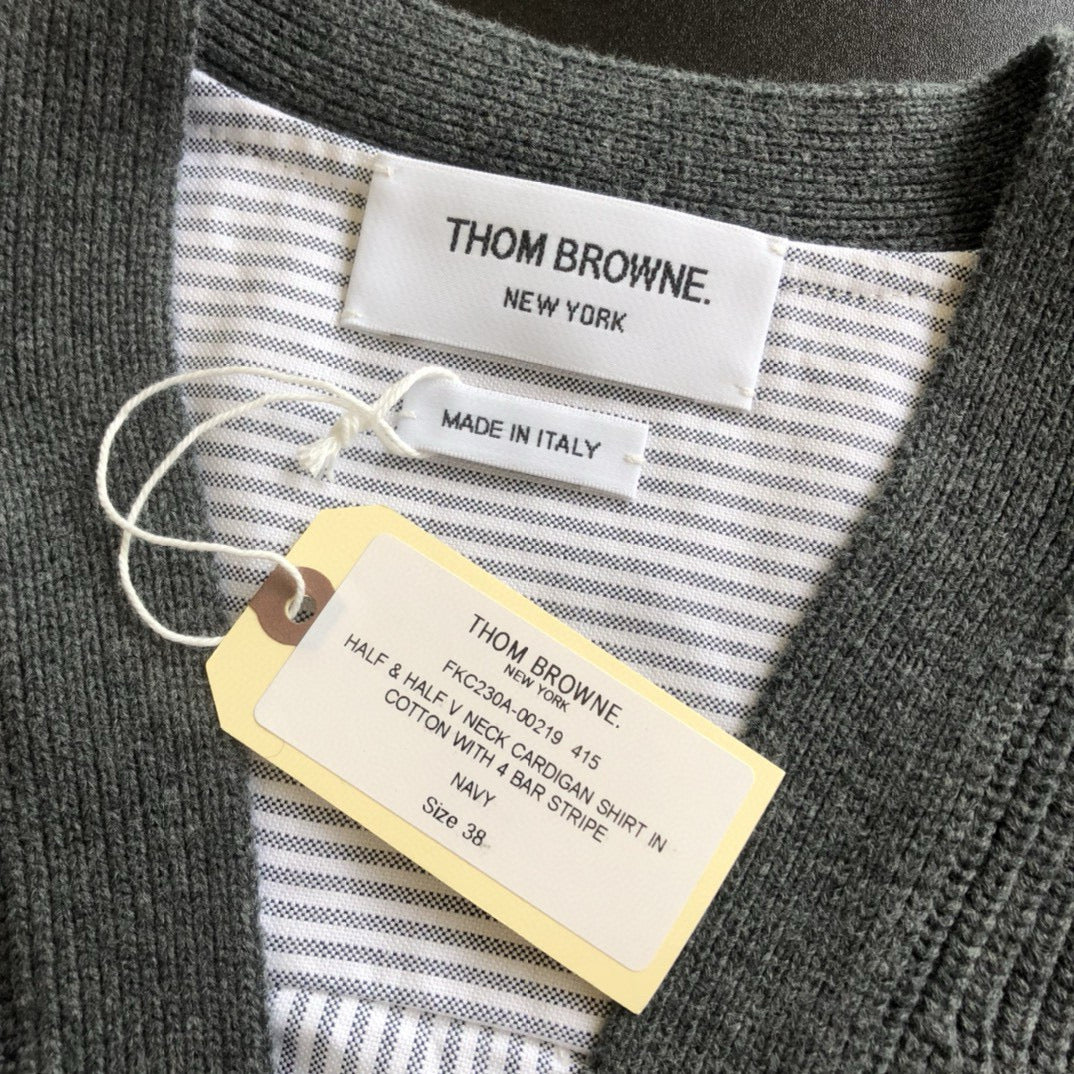 THOM BROWNE.
NEW YORK
MADE IN ITALY
THOM BROWNE.
NEW YORK
FKC230A-00219 415
HALF & HALF V NECK CARDIGAN SHIRT IN
COTTON WITH 4 BAR STRIPE
NAVY
Size 38